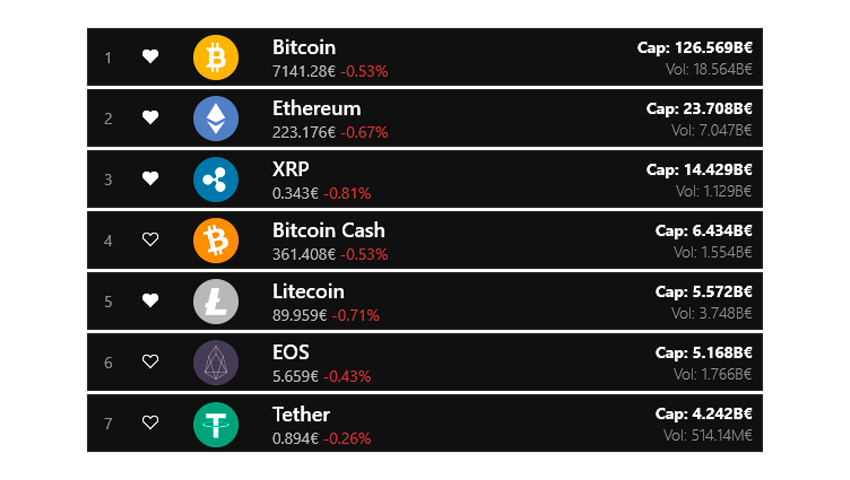 1
Bitcoin
7141.28€ -0.53%
Cap: 126.569B€
Vol: 18.564B€
2
Ethereum
223.176€ -0.67%
Cap: 23.708B€
Vol: 7.047B€
3
XRP
0.343€ -0.81%
Cap: 14.429B€
Vol: 1.129B€
4
Bitcoin Cash
361.408€ -0.53%
Cap: 6.434B€
Vol: 1.554B€
5
Litecoin
89.959€ -0.71%
Cap: 5.572B€
Vol: 3.748B€
6
EOS
5.659€ -0.43%
Cap: 5.168B€
Vol: 1.766B€
7
Tether
0.894€ -0.26%
Cap: 4.242B€
Vol: 514.14M€